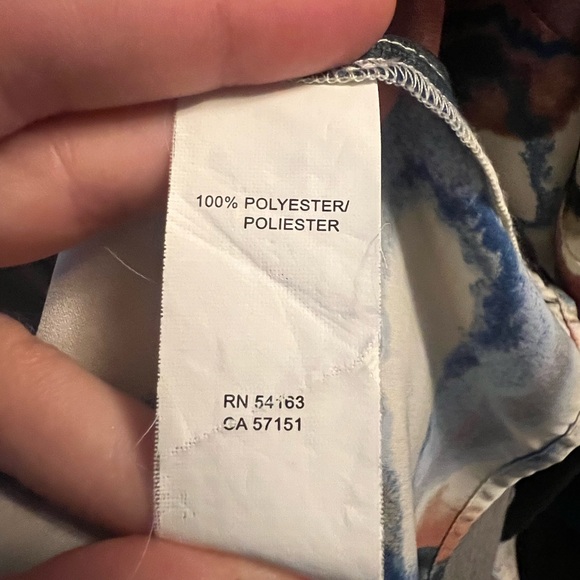 100% POLYESTER/
POLIESTER
RN 54163
CA 57151